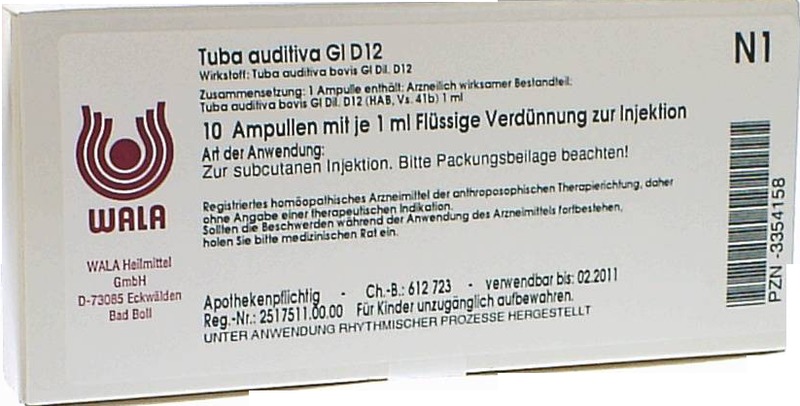 Tuba auditiva Gl D12
Wirkstoff: Tuba auditiva bovis Gl Dil. D12
Zusammensetzung: 1 Ampulle enthält: Arzneilich wirksamer Bestandteil:
Tuba auditiva bovis Gl Dil. D12 (HAB, Vs. 41b) 1 ml
10 Ampullen mit je 1 ml Flüssige Verdünnung zur Injektion
Art der Anwendung:
Zur subcutanen Injektion. Bitte Packungsbeilage beachten!
Registriertes homöopathisches Arzneimittel der anthroposophischen Therapierichtung, daher
ohne Angabe einer therapeutischen Indikation.
Sollten die Beschwerden während der Anwendung des Arzneimittels fortbestehen,
holen Sie bitte medizinischen Rat ein.
Apothekenpflichtig - Ch.-B.: 612 723 - verwendbar bis: 02.2011
Reg.-Nr.: 2517511.00.00 Für Kinder unzugänglich aufbewahren.
UNTER ANWENDUNG RHYTHMISCHER PROZESSE HERGESTELLT
WALA
WALA Heilmittel
GmbH
D-73085 Eckwälden
Bad Boll
N1
PZN -3354158